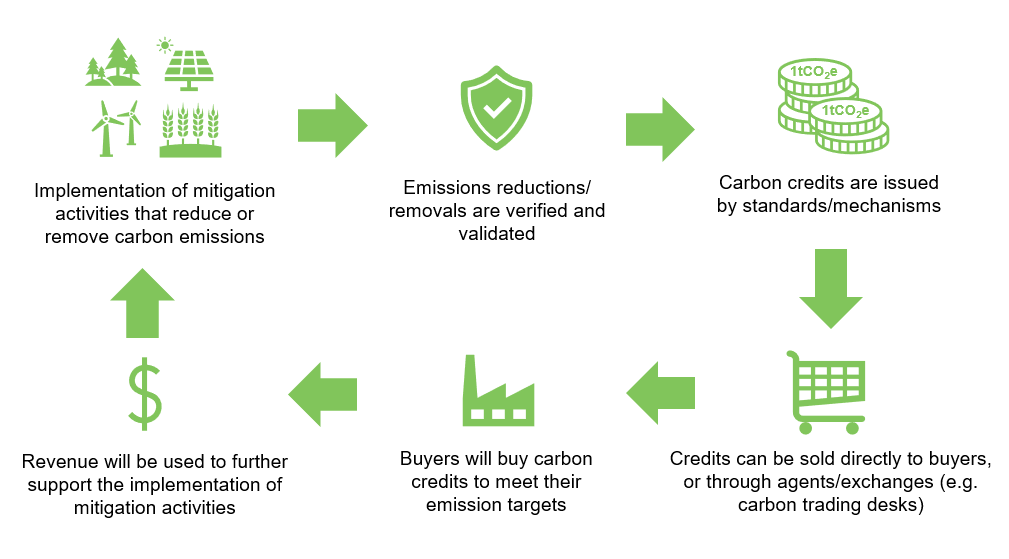 1tCO₂e
1tCO₂e
Implementation of mitigation
activities that reduce or
remove carbon emissions
Emissions reductions/
removals are verified and
validated
Carbon credits are issued
by standards/mechanisms
Credits can be sold directly to buyers,
or through agents/exchanges (e.g.
carbon trading desks)
Buyers will buy carbon
credits to meet their
emission targets
Revenue will be used to further
support the implementation of
mitigation activities